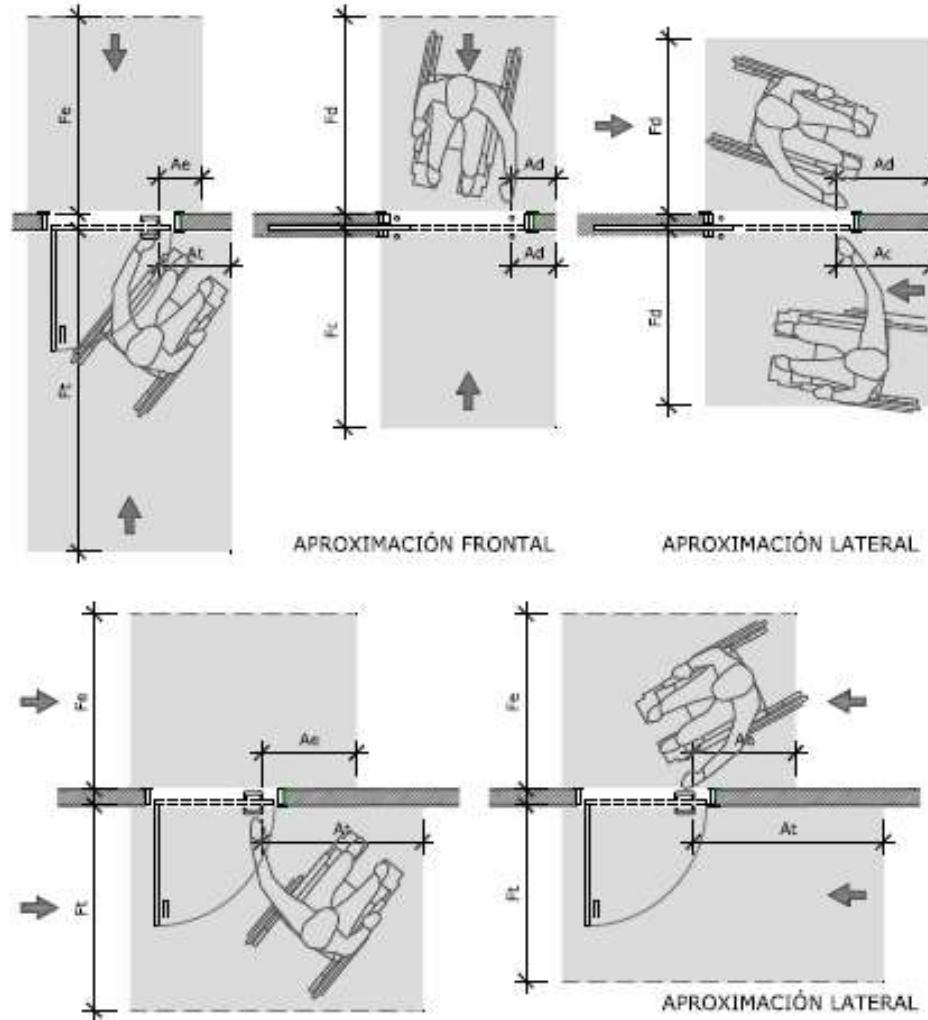 Fe
Ae
At
Ft
Fd
Ad
Ad
Fc
Fd
Ad
Ac
Fd
APROXIMACIÓN FRONTAL
APROXIMACIÓN LATERAL
Fe
Ae
At
Ft
Fe
Ae
At
Ft
APROXIMACIÓN LATERAL